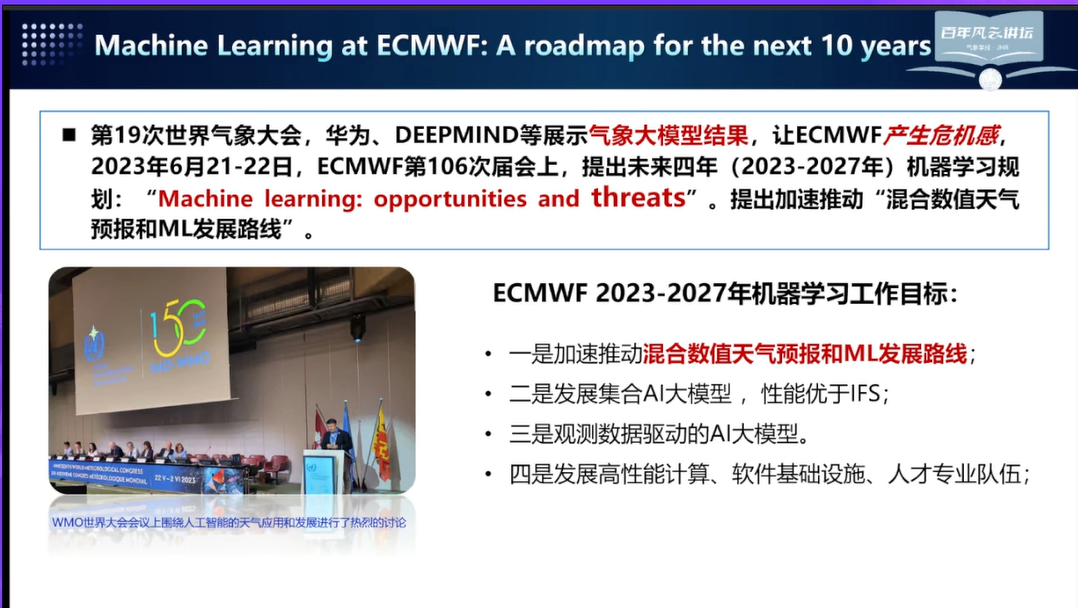 Machine Learning at ECMWF: A roadmap for the next 10 years
百年风云讲坛
■ 第19次世界气象大会，华为、DEEPMIND等展示气象大模型结果，让ECMWF产生危机感，
2023年6月21-22日，ECMWF第106次届会上，提出未来四年（2023-2027年）机器学习规
划：“Machine learning: opportunities and threats”。提出加速推动“混合数值天气
预报和ML发展路线”。
150
NINETEENTH WORLD METEOROLOGICAL CONGRESS
22 V–2 VI 2023
WMO世界大会会议上围绕人工智能的天气应用和发展进行了热烈的讨论
ECMWF 2023-2027年机器学习工作目标：
• 一是加速推动混合数值天气预报和ML发展路线；
• 二是发展集合AI大模型 ，性能优于IFS；
• 三是观测数据驱动的AI大模型。
• 四是发展高性能计算、软件基础设施、人才专业队伍；